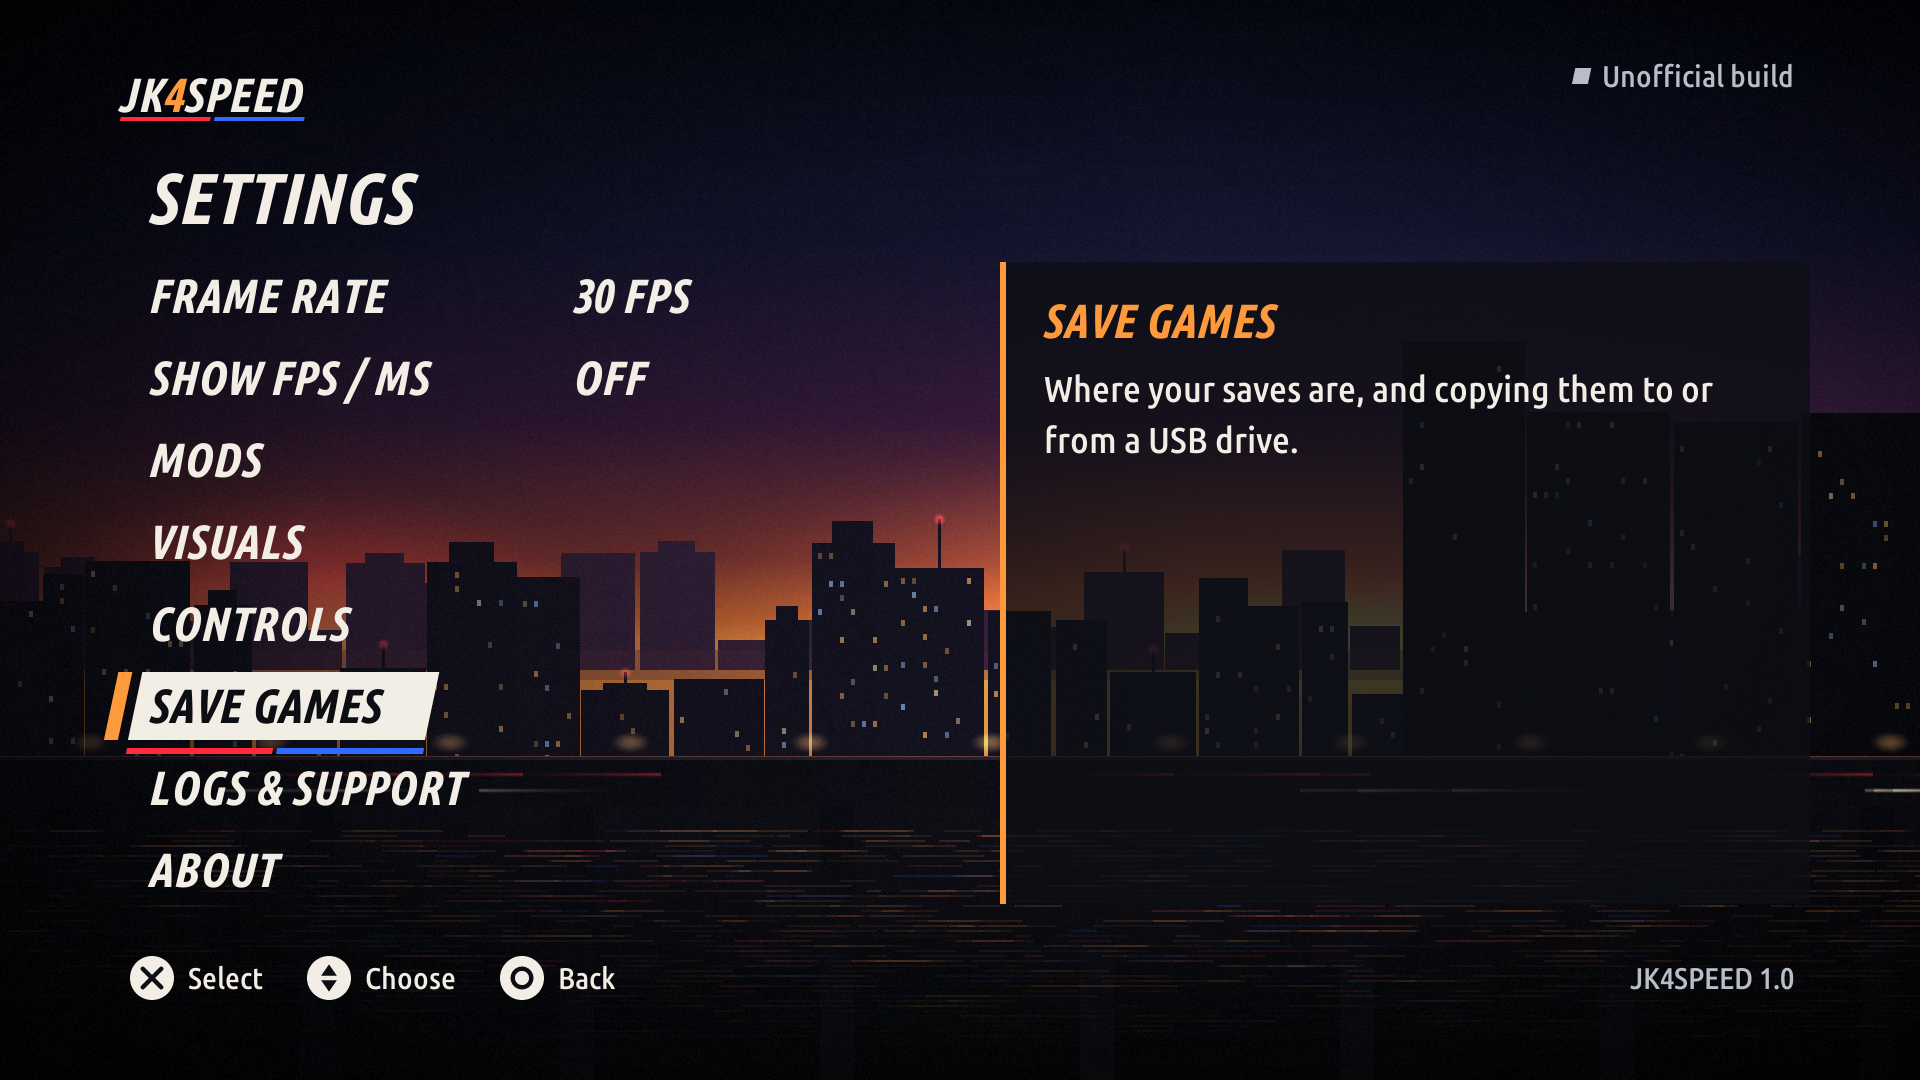 JK4SPEED
Unofficial build
SETTINGS
FRAME RATE 30 FPS
SHOW FPS / MS OFF
MODS
VISUALS
CONTROLS
SAVE GAMES
LOGS & SUPPORT
ABOUT
SAVE GAMES
Where your saves are, and copying them to or
from a USB drive.
Select Choose Back
JK4SPEED 1.0